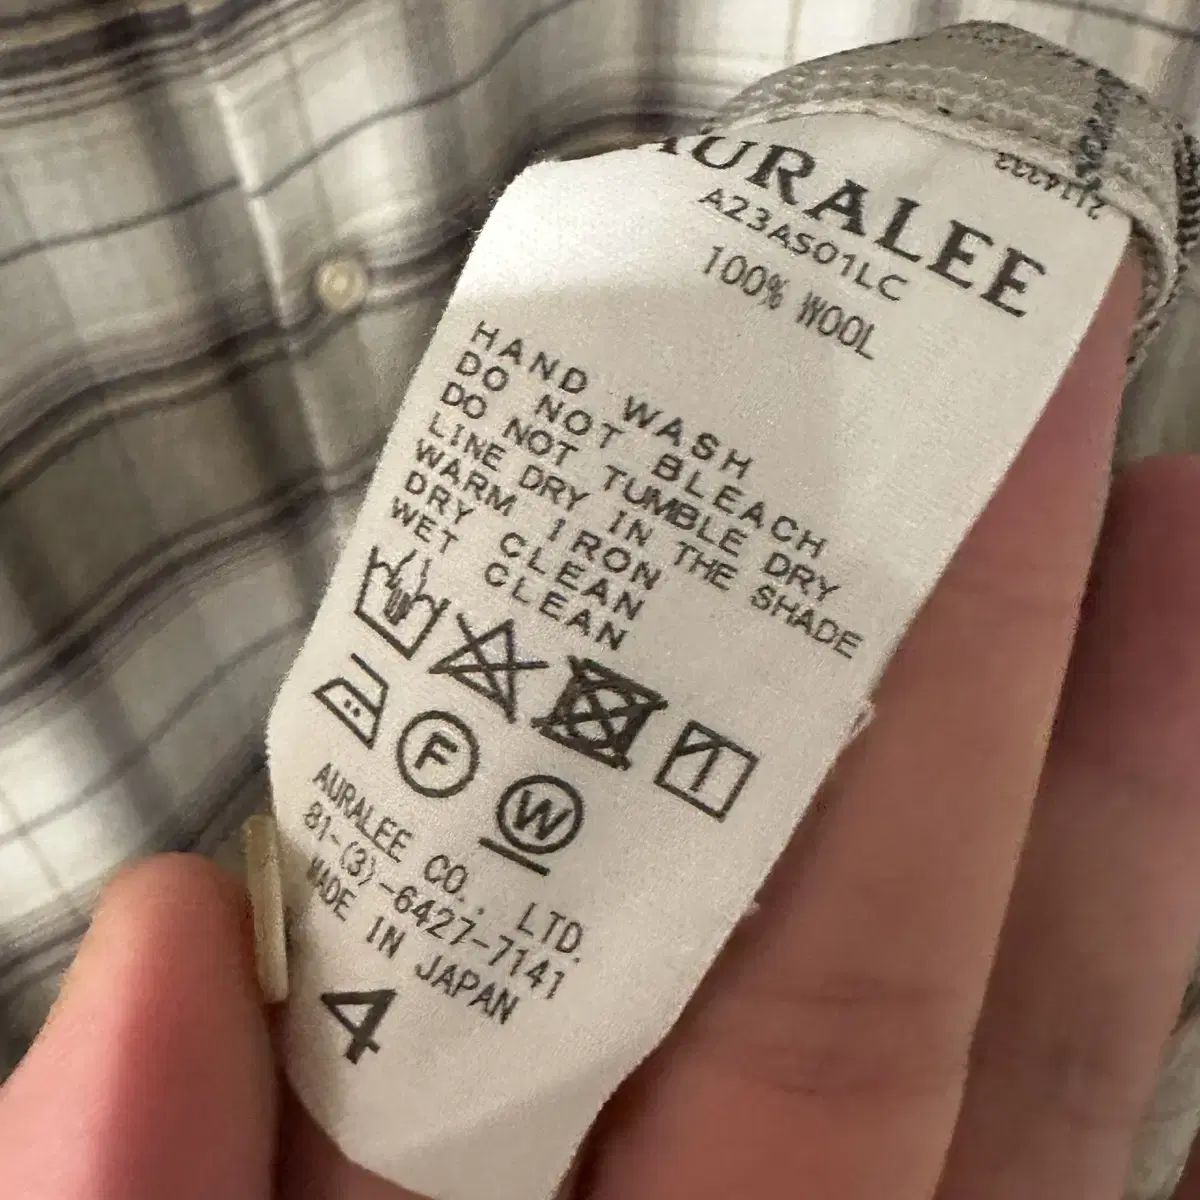 AURALEE
A23AS01LC
100% WOOL
HAND WASH
DO NOT BLEACH
DO NOT TUMBLE DRY
LINE DRY IN THE SHADE
WARM IRON
DRY CLEAN
WET CLEAN
F
W
AURALEE CO., LTD.
81-(3)-6427-7141
MADE IN JAPAN
4